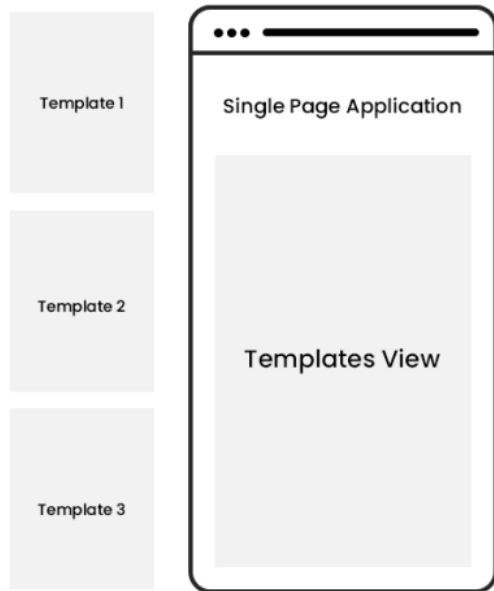 Template 1
Template 2
Template 3
Single Page Application
Templates View